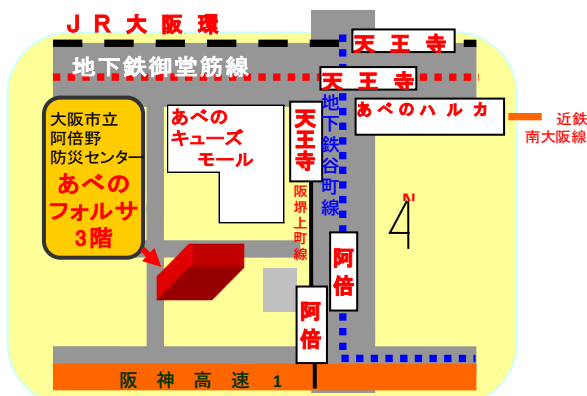 JR大阪環
天王寺
地下鉄御堂筋線
天王寺
あべのハルカ
近鉄
南大阪線
大阪市立
阿倍野
防災センター
あべの
フォルサ
3階
あべの
キューズ
モール
天王寺
地下鉄谷町線
阪堺上町線
N
阿倍
阿倍
阪神高速1